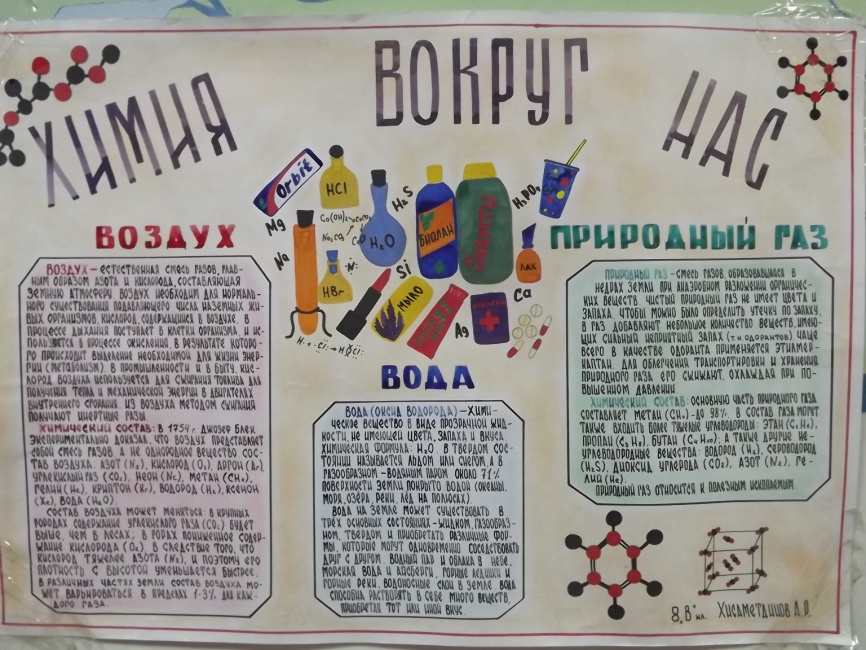 ХИМИЯ
ВОКРУГ
НАС
Orbit
HCl
H₂S
H₃PO₄
Mg
Na
H₂O
БИОЛАН
ШАМПУ
ЛАК
HBr
Si
МЫЛО
Ag
Ca
ВОЗДУХ
ВОЗДУХ – ЕСТЕСТВЕННАЯ СМЕСЬ ГАЗОВ, ГЛАВ-
НЫМ ОБРАЗОМ АЗОТА И КИСЛОРОДА, СОСТАВЛЯЮЩАЯ
ЗЕМНУЮ АТМОСФЕРУ. ВОЗДУХ НЕОБХОДИМ ДЛЯ НОРМАЛЬ-
НОГО СУЩЕСТВОВАНИЯ ПОДАВЛЯЮЩЕГО ЧИСЛА НАЗЕМНЫХ ЖИ-
ВЫХ ОРГАНИЗМОВ. КИСЛОРОД, СОДЕРЖАЩИЙСЯ В ВОЗДУХЕ, В
ПРОЦЕССЕ ДЫХАНИЯ ПОСТУПАЕТ В КЛЕТКИ ОРГАНИЗМА, И ИС-
ПОЛЬЗУЕТСЯ В ПРОЦЕССЕ ОКИСЛЕНИЯ, В РЕЗУЛЬТАТЕ КОТОРО-
ГО ПРОИСХОДИТ ВЫДЕЛЕНИЕ НЕОБХОДИМОЙ ДЛЯ ЖИЗНИ ЭНЕР-
ГИИ (МЕТАБОЛИЗМ). В ПРОМЫШЛЕННОСТИ И В БЫТУ, КИС-
ЛОРОД ВОЗДУХА ИСПОЛЬЗУЕТСЯ ДЛЯ СЖИГАНИЯ ТОПЛИВА ДЛЯ
ПОЛУЧЕНИЯ ТЕПЛА И МЕХАНИЧЕСКОЙ ЭНЕРГИИ В ДВИГАТЕЛЯХ
ВНУТРЕННЕГО СГОРАНИЯ. ИЗ ВОЗДУХА МЕТОДОМ СЖИГАНИЯ
ПОЛУЧАЮТ ИНЕРТНЫЕ ГАЗЫ.
ХИМИЧЕСКИЙ СОСТАВ: В 1754 Г. ДЖОЗЕФ БЛЕК
ЭКСПЕРИМЕНТАЛЬНО ДОКАЗАЛ, ЧТО ВОЗДУХ ПРЕДСТАВЛЯЕТ
СОБОЙ СМЕСЬ ГАЗОВ, А НЕ ОДНОРОДНОЕ ВЕЩЕСТВО СОС-
ТАВ ВОЗДУХА: АЗОТ (N₂), КИСЛОРОД (O₂), АРГОН (Ar)
УГЛЕКИСЛЫЙ ГАЗ (CO₂), НЕОН (Ne), МЕТАН (CH₄),
ГЕЛИЙ (He), КРИПТОН (Kr), ВОДОРОД (H₂), КСЕНОН
(Xe), ВОДА (H₂O)
СОСТАВ ВОЗДУХА МОЖЕТ МЕНЯТЬСЯ: В КРУПНЫХ
ГОРОДАХ СОДЕРЖАНИЕ УГЛЕКИСЛОГО ГАЗА (CO₂) БУДЕТ
ВЫШЕ, ЧЕМ В ЛЕСАХ; В ГОРАХ ПОНИЖЕННОЕ СОДЕР-
ЖАНИЕ КИСЛОРОДА (O₂), В СЛЕДСТВИЕ ТОГО, ЧТО
КИСЛОРОД ТЯЖЕЛЕЕ АЗОТА (N₂), И ПОЭТОМУ ЕГО
ПЛОТНОСТЬ С ВЫСОТОЙ УМЕНЬШАЕТСЯ БЫСТРЕЕ.
В РАЗЛИЧНЫХ ЧАСТЯХ ЗЕМЛИ СОСТАВ ВОЗДУХА МО-
ЖЕТ ВАРЬИРОВАТЬСЯ В ПРЕДЕЛАХ 1-3% ДЛЯ КАЖ-
ДОГО ГАЗА.
ВОДА
ВОДА (ОКСИД ВОДОРОДА) – ХИМИ-
ЧЕСКОЕ ВЕЩЕСТВО В ВИДЕ ПРОЗРАЧНОЙ ЖИД-
КОСТИ, НЕ ИМЕЮЩЕЙ ЦВЕТА, ЗАПАХА И ВКУСА.
ХИМИЧЕСКАЯ ФОРМУЛА: H₂O. В ТВЕРДОМ СОС-
ТОЯНИИ НАЗЫВАЕТСЯ ЛЬДОМ ИЛИ СНЕГОМ, А В
ГАЗООБРАЗНОМ – ВОДЯНЫМ ПАРОМ. ОКОЛО 71%
ПОВЕРХНОСТИ ЗЕМЛИ ПОКРЫТО ВОДОЙ (ОКЕАНЫ,
МОРЯ, ОЗЕРА, РЕКИ, ЛЕД НА ПОЛЮСАХ).
ВОДА НА ЗЕМЛЕ МОЖЕТ СУЩЕСТВОВАТЬ В
ТРЕХ ОСНОВНЫХ СОСТОЯНИЯХ – ЖИДКОМ, ГАЗООБРАЗ-
НОМ, ТВЕРДОМ И ПРИОБРЕТАТЬ РАЗЛИЧНЫЕ ФОР-
МЫ, КОТОРЫЕ МОГУТ ОДНОВРЕМЕННО СОСЕДСТВОВАТЬ
ДРУГ С ДРУГОМ. ВОДЯНЫЙ ПАР И ОБЛАКА В НЕБЕ,
МОРСКАЯ ВОДА И АЙСБЕРГИ, ГОРНЫЕ ЛЕДНИКИ И
ГОРНЫЕ РЕКИ, ВОДОНОСНЫЕ СЛОИ В ЗЕМЛЕ. ВОДА
СПОСОБНА РАСТВОРЯТЬ В СЕБЕ МНОГО ВЕЩЕСТВ,
ПРИОБРЕТАЯ ТОТ ИЛИ ИНОЙ ВКУС.
ПРИРОДНЫЙ ГАЗ
ПРИРОДНЫЙ ГАЗ – СМЕСЬ ГАЗОВ, ОБРАЗОВАВШАЯСЯ В
НЕДРАХ ЗЕМЛИ ПРИ АНАЭРОБНОМ РАЗЛОЖЕНИИ ОРГАНИЧЕС-
КИХ ВЕЩЕСТВ. ЧИСТЫЙ ПРИРОДНЫЙ ГАЗ НЕ ИМЕЕТ ЦВЕТА И
ЗАПАХА. ЧТОБЫ МОЖНО БЫЛО ОПРЕДЕЛИТЬ УТЕЧКУ ПО ЗАПАХУ,
В ГАЗ ДОБАВЛЯЮТ НЕБОЛЬШОЕ КОЛИЧЕСТВО ВЕЩЕСТВ, ИМЕЮ-
ЩИХ СИЛЬНЫЙ НЕПРИЯТНЫЙ ЗАПАХ (Т Н ОДОРАНТОВ). ЧАЩЕ
ВСЕГО В КАЧЕСТВЕ ОДОРАНТА ПРИМЕНЯЕТСЯ ЭТИЛМЕР-
КАПТАН. ДЛЯ ОБЛЕГЧЕНИЯ ТРАНСПОРТИРОВКИ И ХРАНЕНИЯ
ПРИРОДНОГО ГАЗА ЕГО СЖИЖАЮТ, ОХЛАЖДАЯ ПРИ ПО-
ВЫШЕННОМ ДАВЛЕНИИ.
ХИМИЧЕСКИЙ СОСТАВ: ОСНОВНУЮ ЧАСТЬ ПРИРОДНОГО ГАЗА
СОСТАВЛЯЕТ МЕТАН (CH₄) – ДО 98%. В СОСТАВ ГАЗА МОГУТ
ТАКЖЕ ВХОДИТЬ БОЛЕЕ ТЯЖЕЛЫЕ УГЛЕВОДОРОДЫ: ЭТАН (C₂H₆),
ПРОПАН (C₃H₈), БУТАН (C₄H₁₀), А ТАКЖЕ ДРУГИЕ НЕ-
УГЛЕВОДОРОДНЫЕ ВЕЩЕСТВА: ВОДОРОД (H₂), СЕРОВОДОРОД
(H₂S), ДИОКСИД УГЛЕРОДА (CO₂), АЗОТ (N₂), ГЕ-
ЛИЙ (He).
ПРИРОДНЫЙ ГАЗ ОТНОСИТСЯ К ПОЛЕЗНЫМ ИСКОПАЕМЫМ.
8 „В" кл. Хисаметдинов А.Р.